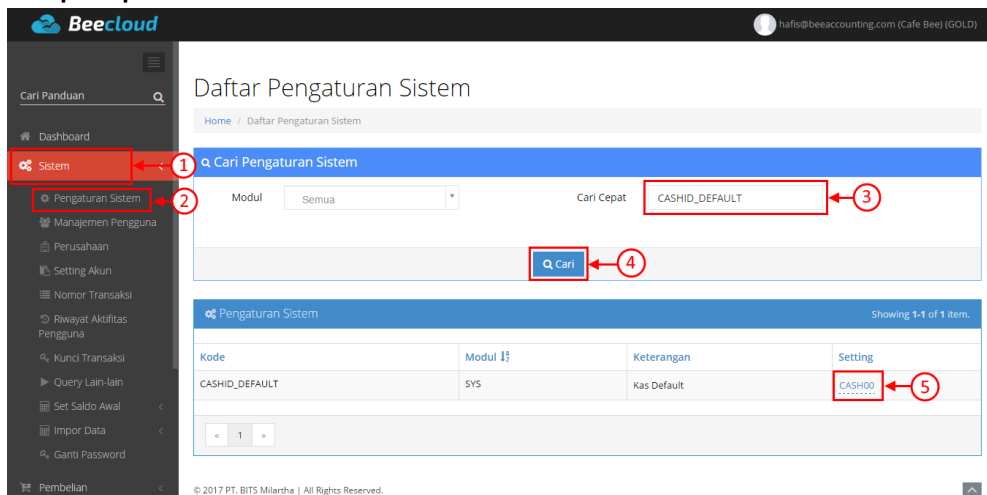 Beecloud
hafis@beeaccounting.com (Cafe Bee) (GOLD)
Cari Panduan
Dashboard
Sistem
1
Pengaturan Sistem
2
Manajemen Pengguna
Perusahaan
Setting Akun
Nomor Transaksi
Riwayat Aktifitas
Pengguna
Kunci Transaksi
Query Lain-lain
Set Saldo Awal
Impor Data
Ganti Password
Pembelian
Daftar Pengaturan Sistem
Home / Daftar Pengaturan Sistem
Cari Pengaturan Sistem
Modul Semua Cari Cepat CASHID_DEFAULT 3
Cari 4
Pengaturan Sistem Showing 1-1 of 1 item.
Kode Modul Keterangan Setting
CASHID_DEFAULT SYS Kas Default CASH00 5
« 1 »
© 2017 PT. BITS Milartha | All Rights Reserved.